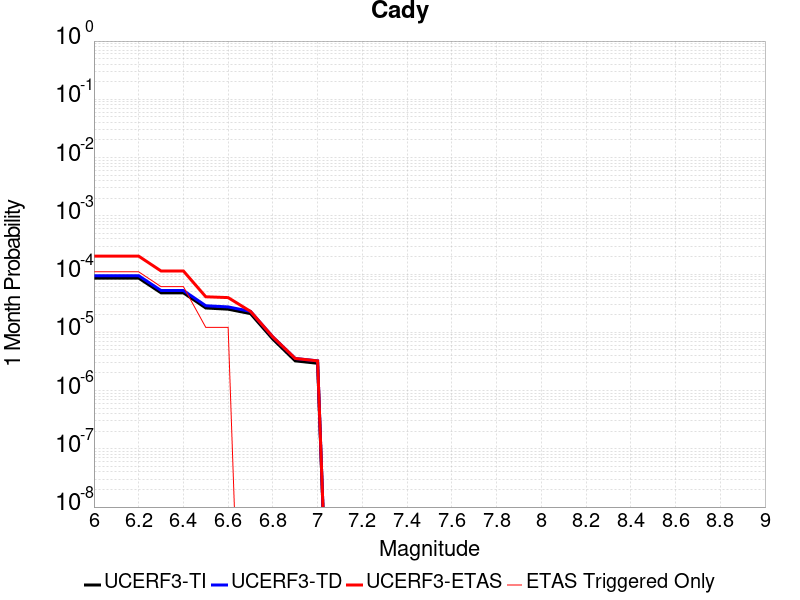 Cady
10 0
10 -1
10 -2
10 -3
10 -4
10 -5
10 -6
10 -7
10 -8
1 Month Probability
6 6.2 6.4 6.6 6.8 7 7.2 7.4 7.6 7.8 8 8.2 8.4 8.6 8.8 9
Magnitude
UCERF3-TI UCERF3-TD UCERF3-ETAS ETAS Triggered Only